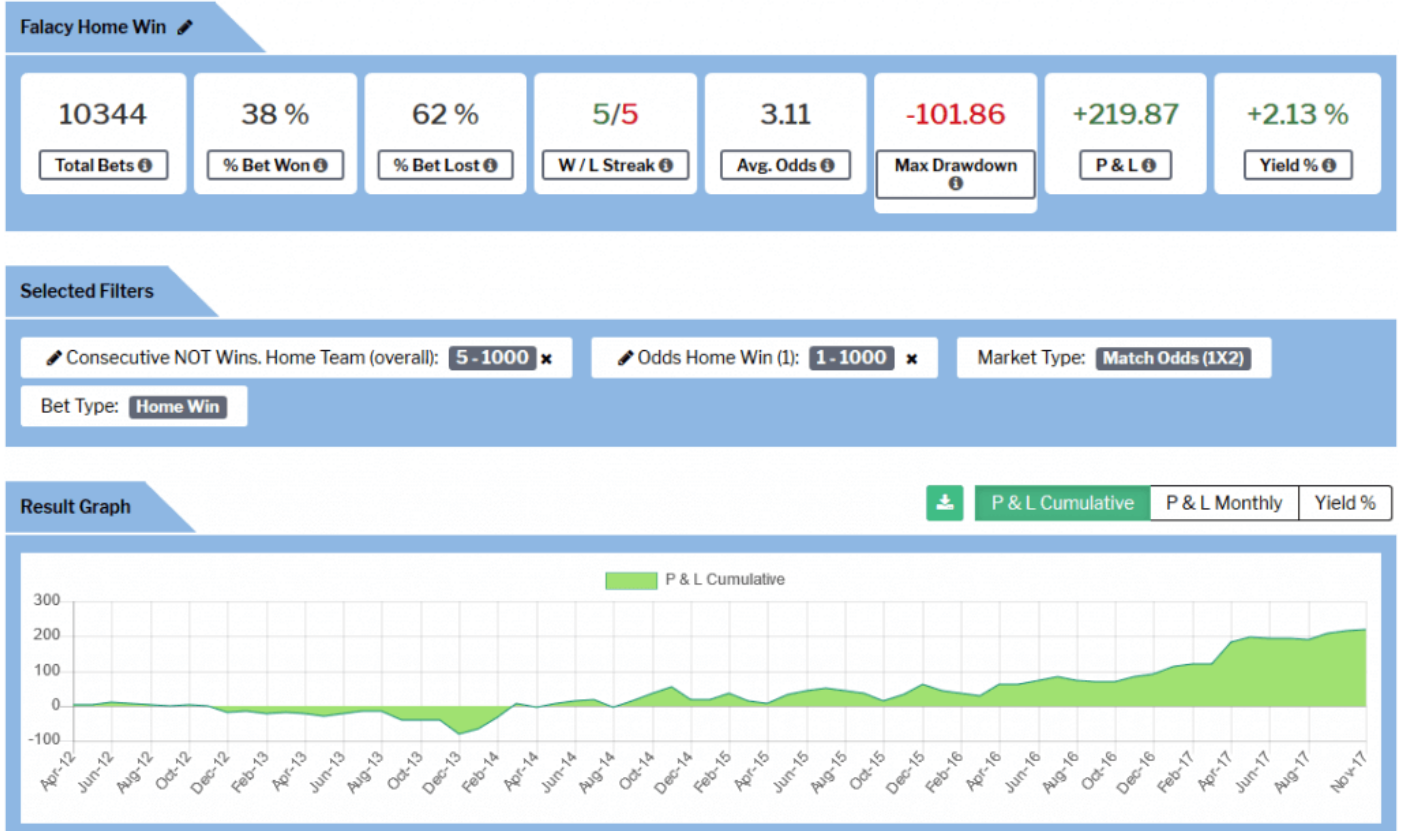 Falacy Home Win
10344 38 % 62 % 5/5 3.11 -101.86 +219.87 +2.13 %
Total Bets % Bet Won % Bet Lost W / L Streak Avg. Odds Max Drawdown P & L Yield %
Selected Filters
Consecutive NOT Wins. Home Team (overall): 5 - 1000 × Odds Home Win (1): 1 - 1000 × Market Type: Match Odds (1X2)
Bet Type: Home Win
Result Graph P & L Cumulative P & L Monthly Yield %
P & L Cumulative
300
200
100
0
-100
Apr-12 Jun-12 Aug-12 Oct-12 Dec-12 Feb-13 Apr-13 Jun-13 Aug-13 Oct-13 Dec-13 Feb-14 Apr-14 Jun-14 Aug-14 Oct-14 Dec-14 Feb-15 Apr-15 Jun-15 Aug-15 Oct-15 Dec-15 Feb-16 Apr-16 Jun-16 Aug-16 Oct-16 Dec-16 Feb-17 Apr-17 Jun-17 Aug-17 Nov-17